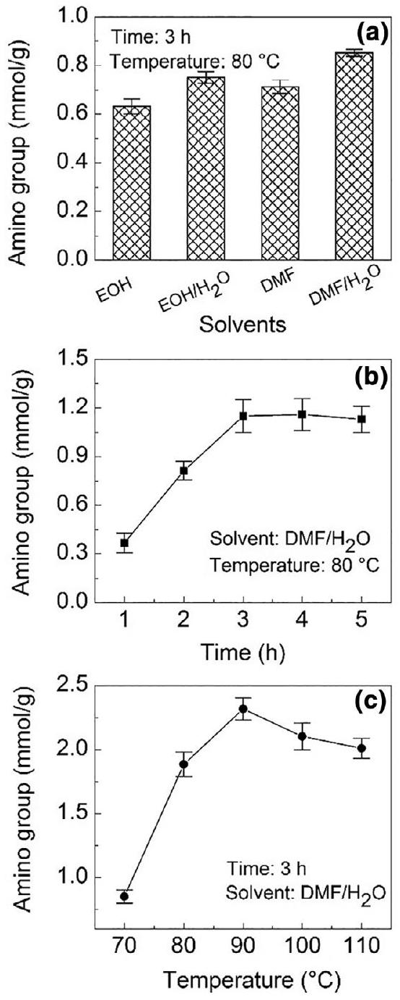 (a)
Time: 3 h
Temperature: 80 °C
Amino group (mmol/g)
1.0
0.8
0.6
0.4
0.2
0.0
EOH EOH/H₂O DMF DMF/H₂O
Solvents
(b)
Amino group (mmol/g)
1.5
1.2
0.9
0.6
0.3
0.0
Solvent: DMF/H₂O
Temperature: 80 °C
1 2 3 4 5
Time (h)
(c)
Amino group (mmol/g)
2.5
2.0
1.5
1.0
Time: 3 h
Solvent: DMF/H₂O
70 80 90 100 110
Temperature (°C)